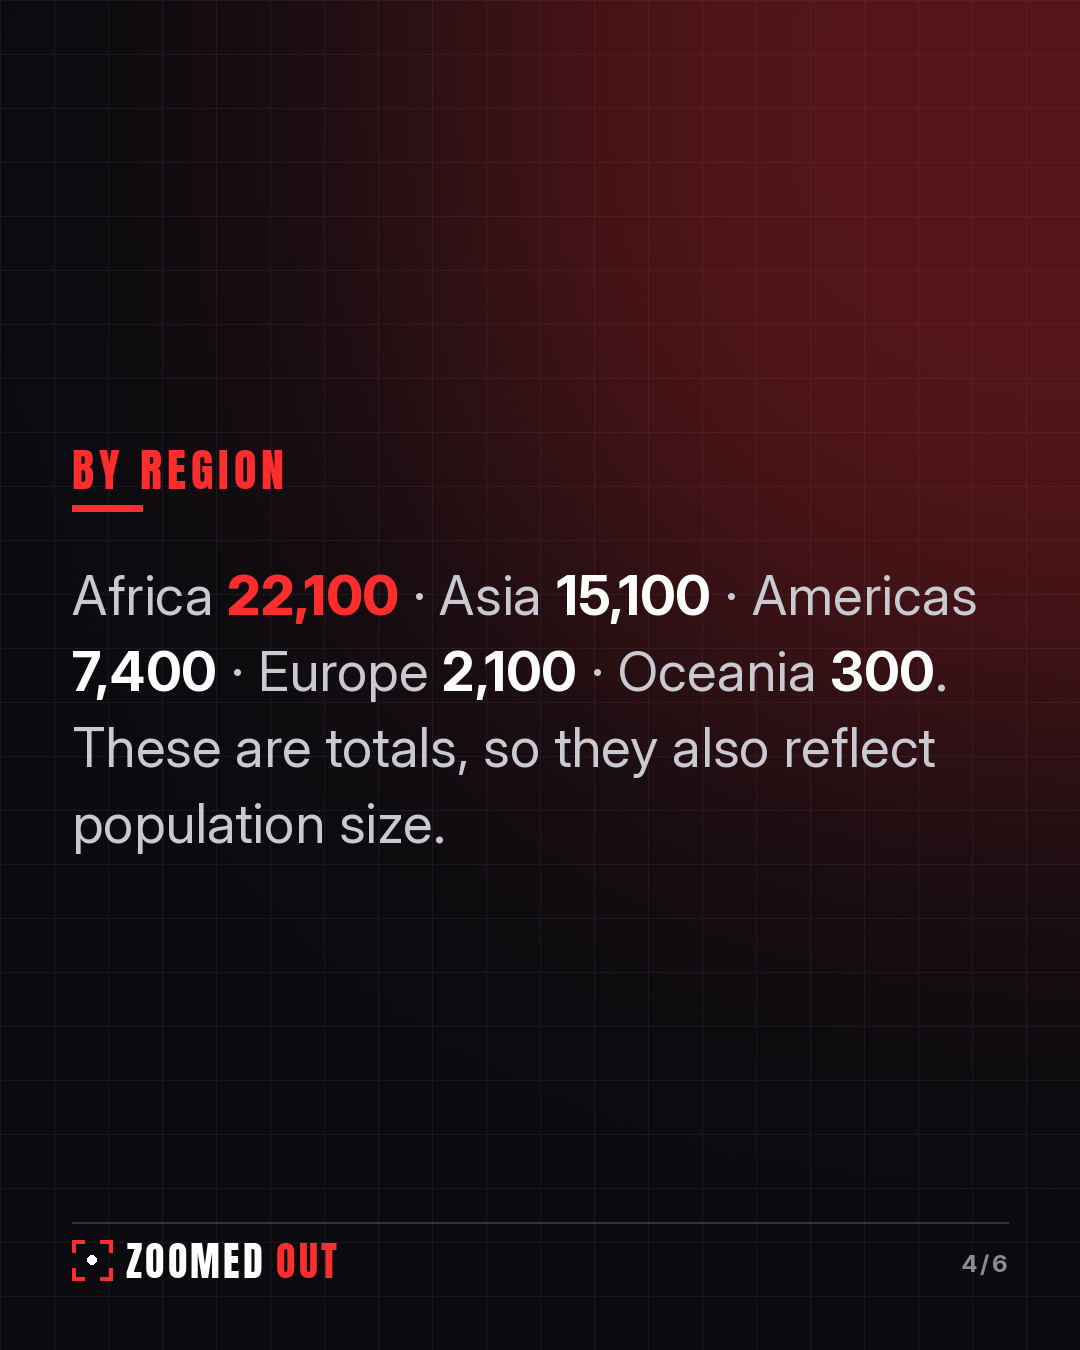 BY REGION
Africa 22,100 · Asia 15,100 · Americas
7,400 · Europe 2,100 · Oceania 300.
These are totals, so they also reflect
population size.
ZOOMED OUT
4/6